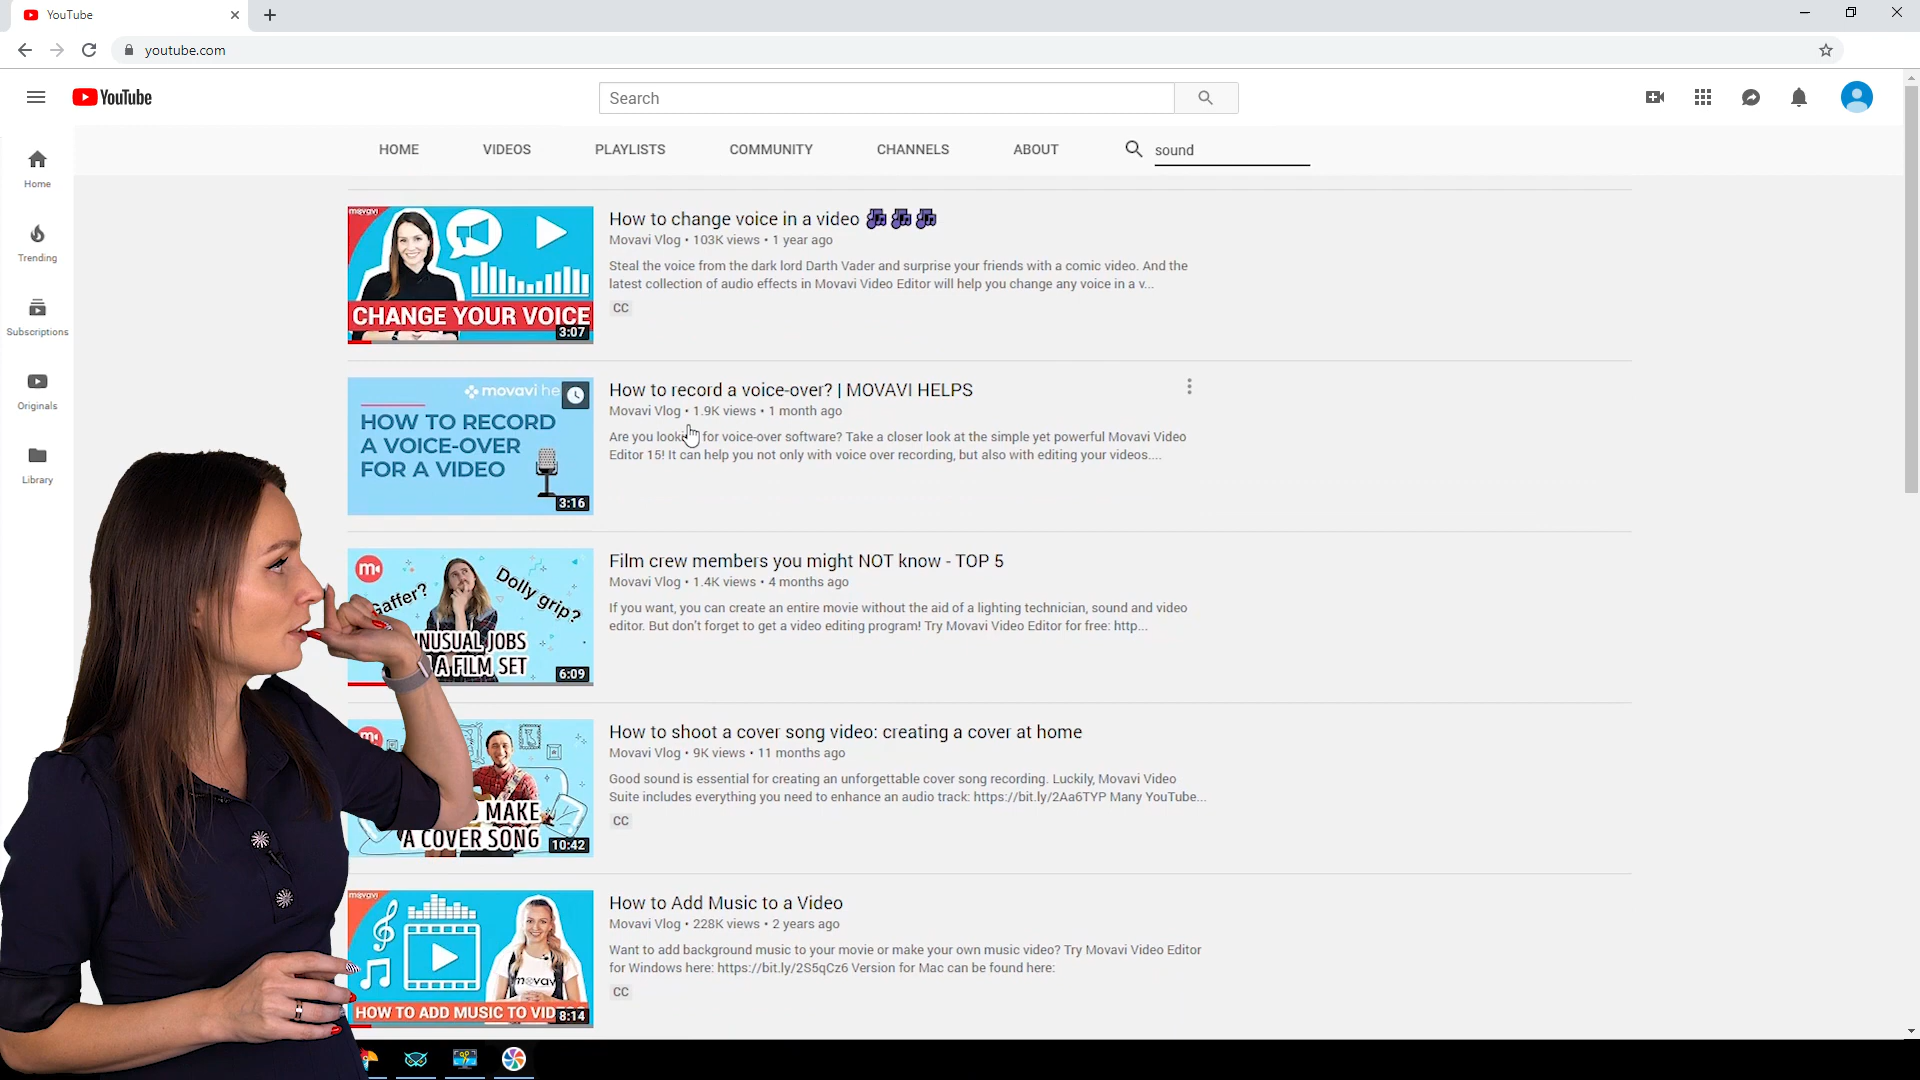 YouTube
youtube.com
YouTube
Search
HOME VIDEOS PLAYLISTS COMMUNITY CHANNELS ABOUT sound
Home
Trending
Subscriptions
Originals
Library
movavi
CHANGE YOUR VOICE
3:07
How to change voice in a video
Movavi Vlog • 103K views • 1 year ago
Steal the voice from the dark lord Darth Vader and surprise your friends with a comic video. And the
latest collection of audio effects in Movavi Video Editor will help you change any voice in a v...
CC
movavi he
HOW TO RECORD
A VOICE-OVER
FOR A VIDEO
3:16
How to record a voice-over? | MOVAVI HELPS
Movavi Vlog • 1.9K views • 1 month ago
Are you looking for voice-over software? Take a closer look at the simple yet powerful Movavi Video
Editor 15! It can help you not only with voice over recording, but also with editing your videos....
m
Gaffer?
Dolly grip?
NUSUAL JOBS
A FILM SET
6:09
Film crew members you might NOT know - TOP 5
Movavi Vlog • 1.4K views • 4 months ago
If you want, you can create an entire movie without the aid of a lighting technician, sound and video
editor. But don't forget to get a video editing program! Try Movavi Video Editor for free: http...
MAKE
A COVER SONG
10:42
How to shoot a cover song video: creating a cover at home
Movavi Vlog • 9K views • 11 months ago
Good sound is essential for creating an unforgettable cover song recording. Luckily, Movavi Video
Suite includes everything you need to enhance an audio track: https://bit.ly/2Aa6TYP Many YouTube...
CC
movavi
movavi
HOW TO ADD MUSIC TO VID
8:14
How to Add Music to a Video
Movavi Vlog • 228K views • 2 years ago
Want to add background music to your movie or make your own music video? Try Movavi Video Editor
for Windows here: https://bit.ly/2S5qCz6 Version for Mac can be found here:
CC